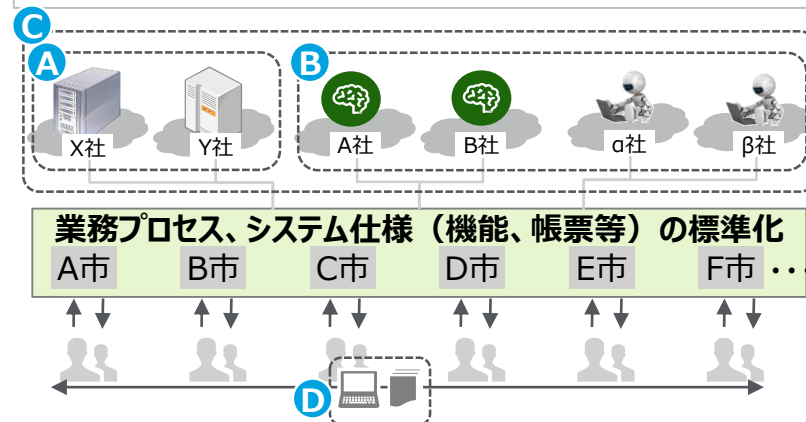 C
A
B
X社
Y社
A社
B社
α社
β社
業務プロセス、システム仕様（機能、帳票等）の標準化
A市 B市 C市 D市 E市 F市 ・・・
D